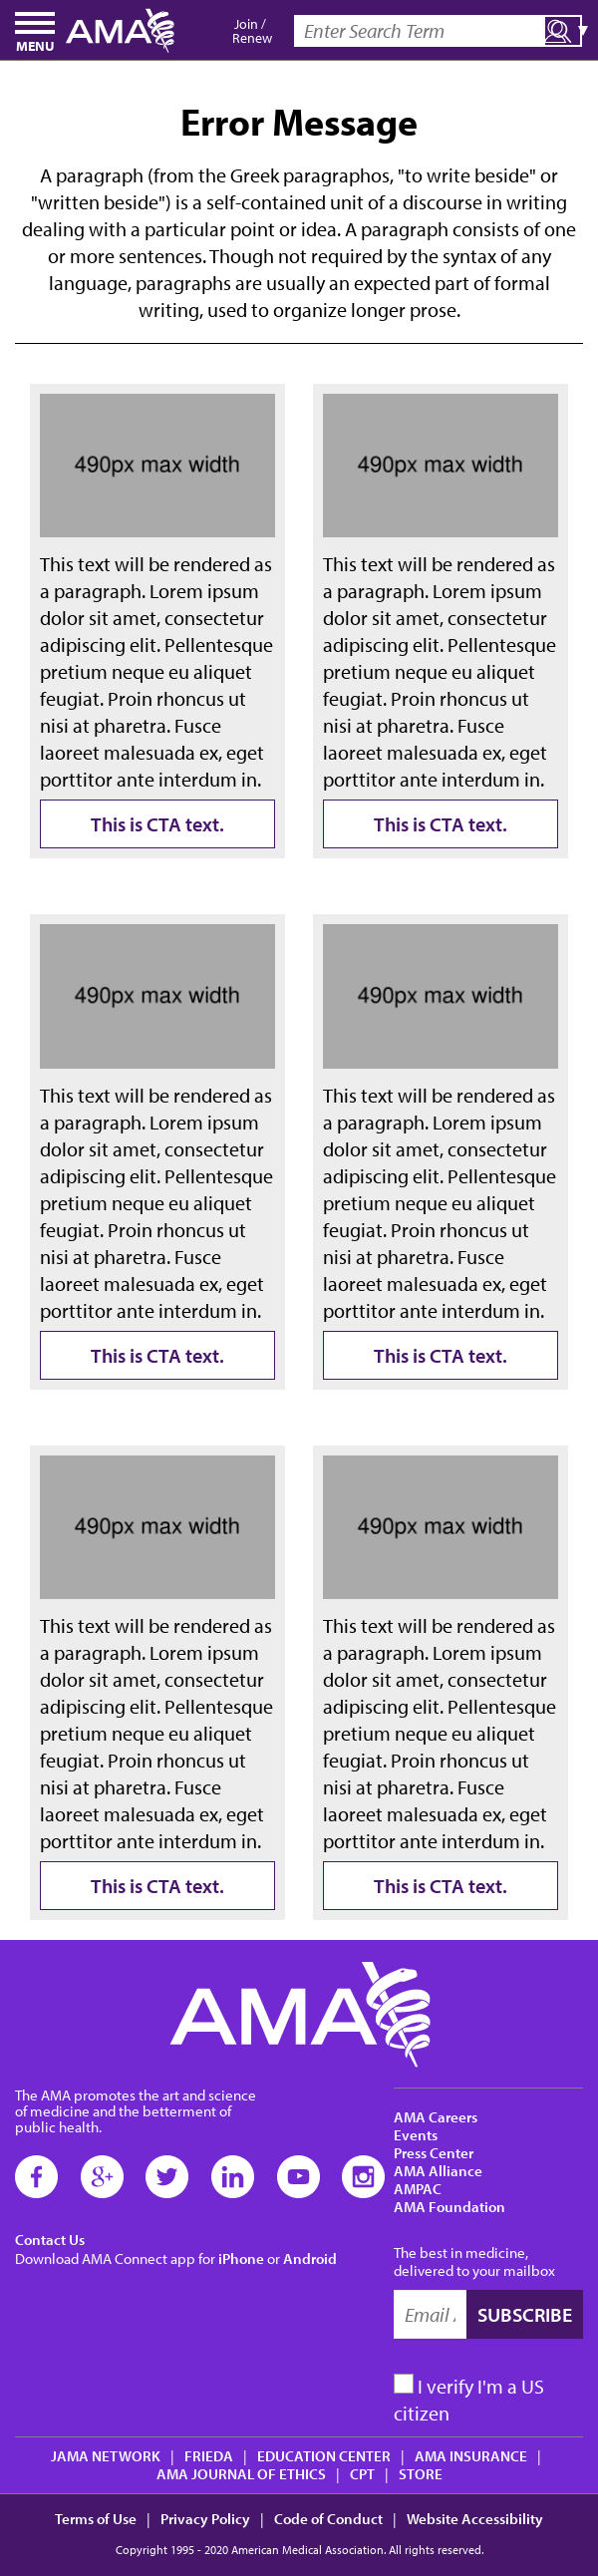 MENU
AMA
Join /
Renew
Enter Search Term
Error Message
A paragraph (from the Greek paragraphos, "to write beside" or
"written beside") is a self-contained unit of a discourse in writing
dealing with a particular point or idea. A paragraph consists of one
or more sentences. Though not required by the syntax of any
language, paragraphs are usually an expected part of formal
writing, used to organize longer prose.
490px max width
This text will be rendered as
a paragraph. Lorem ipsum
dolor sit amet, consectetur
adipiscing elit. Pellentesque
pretium neque eu aliquet
feugiat. Proin rhoncus ut
nisi at pharetra. Fusce
laoreet malesuada ex, eget
porttitor ante interdum in.
This is CTA text.
490px max width
This text will be rendered as
a paragraph. Lorem ipsum
dolor sit amet, consectetur
adipiscing elit. Pellentesque
pretium neque eu aliquet
feugiat. Proin rhoncus ut
nisi at pharetra. Fusce
laoreet malesuada ex, eget
porttitor ante interdum in.
This is CTA text.
490px max width
This text will be rendered as
a paragraph. Lorem ipsum
dolor sit amet, consectetur
adipiscing elit. Pellentesque
pretium neque eu aliquet
feugiat. Proin rhoncus ut
nisi at pharetra. Fusce
laoreet malesuada ex, eget
porttitor ante interdum in.
This is CTA text.
490px max width
This text will be rendered as
a paragraph. Lorem ipsum
dolor sit amet, consectetur
adipiscing elit. Pellentesque
pretium neque eu aliquet
feugiat. Proin rhoncus ut
nisi at pharetra. Fusce
laoreet malesuada ex, eget
porttitor ante interdum in.
This is CTA text.
490px max width
This text will be rendered as
a paragraph. Lorem ipsum
dolor sit amet, consectetur
adipiscing elit. Pellentesque
pretium neque eu aliquet
feugiat. Proin rhoncus ut
nisi at pharetra. Fusce
laoreet malesuada ex, eget
porttitor ante interdum in.
This is CTA text.
490px max width
This text will be rendered as
a paragraph. Lorem ipsum
dolor sit amet, consectetur
adipiscing elit. Pellentesque
pretium neque eu aliquet
feugiat. Proin rhoncus ut
nisi at pharetra. Fusce
laoreet malesuada ex, eget
porttitor ante interdum in.
This is CTA text.
AMA
The AMA promotes the art and science
of medicine and the betterment of
public health.
Contact Us
Download AMA Connect app for iPhone or Android
AMA Careers
Events
Press Center
AMA Alliance
AMPAC
AMA Foundation
The best in medicine,
delivered to your mailbox
Email
SUBSCRIBE
I verify I'm a US
citizen
JAMA NETWORK | FRIEDA | EDUCATION CENTER | AMA INSURANCE |
AMA JOURNAL OF ETHICS | CPT | STORE
Terms of Use | Privacy Policy | Code of Conduct | Website Accessibility
Copyright 1995 - 2020 American Medical Association. All rights reserved.